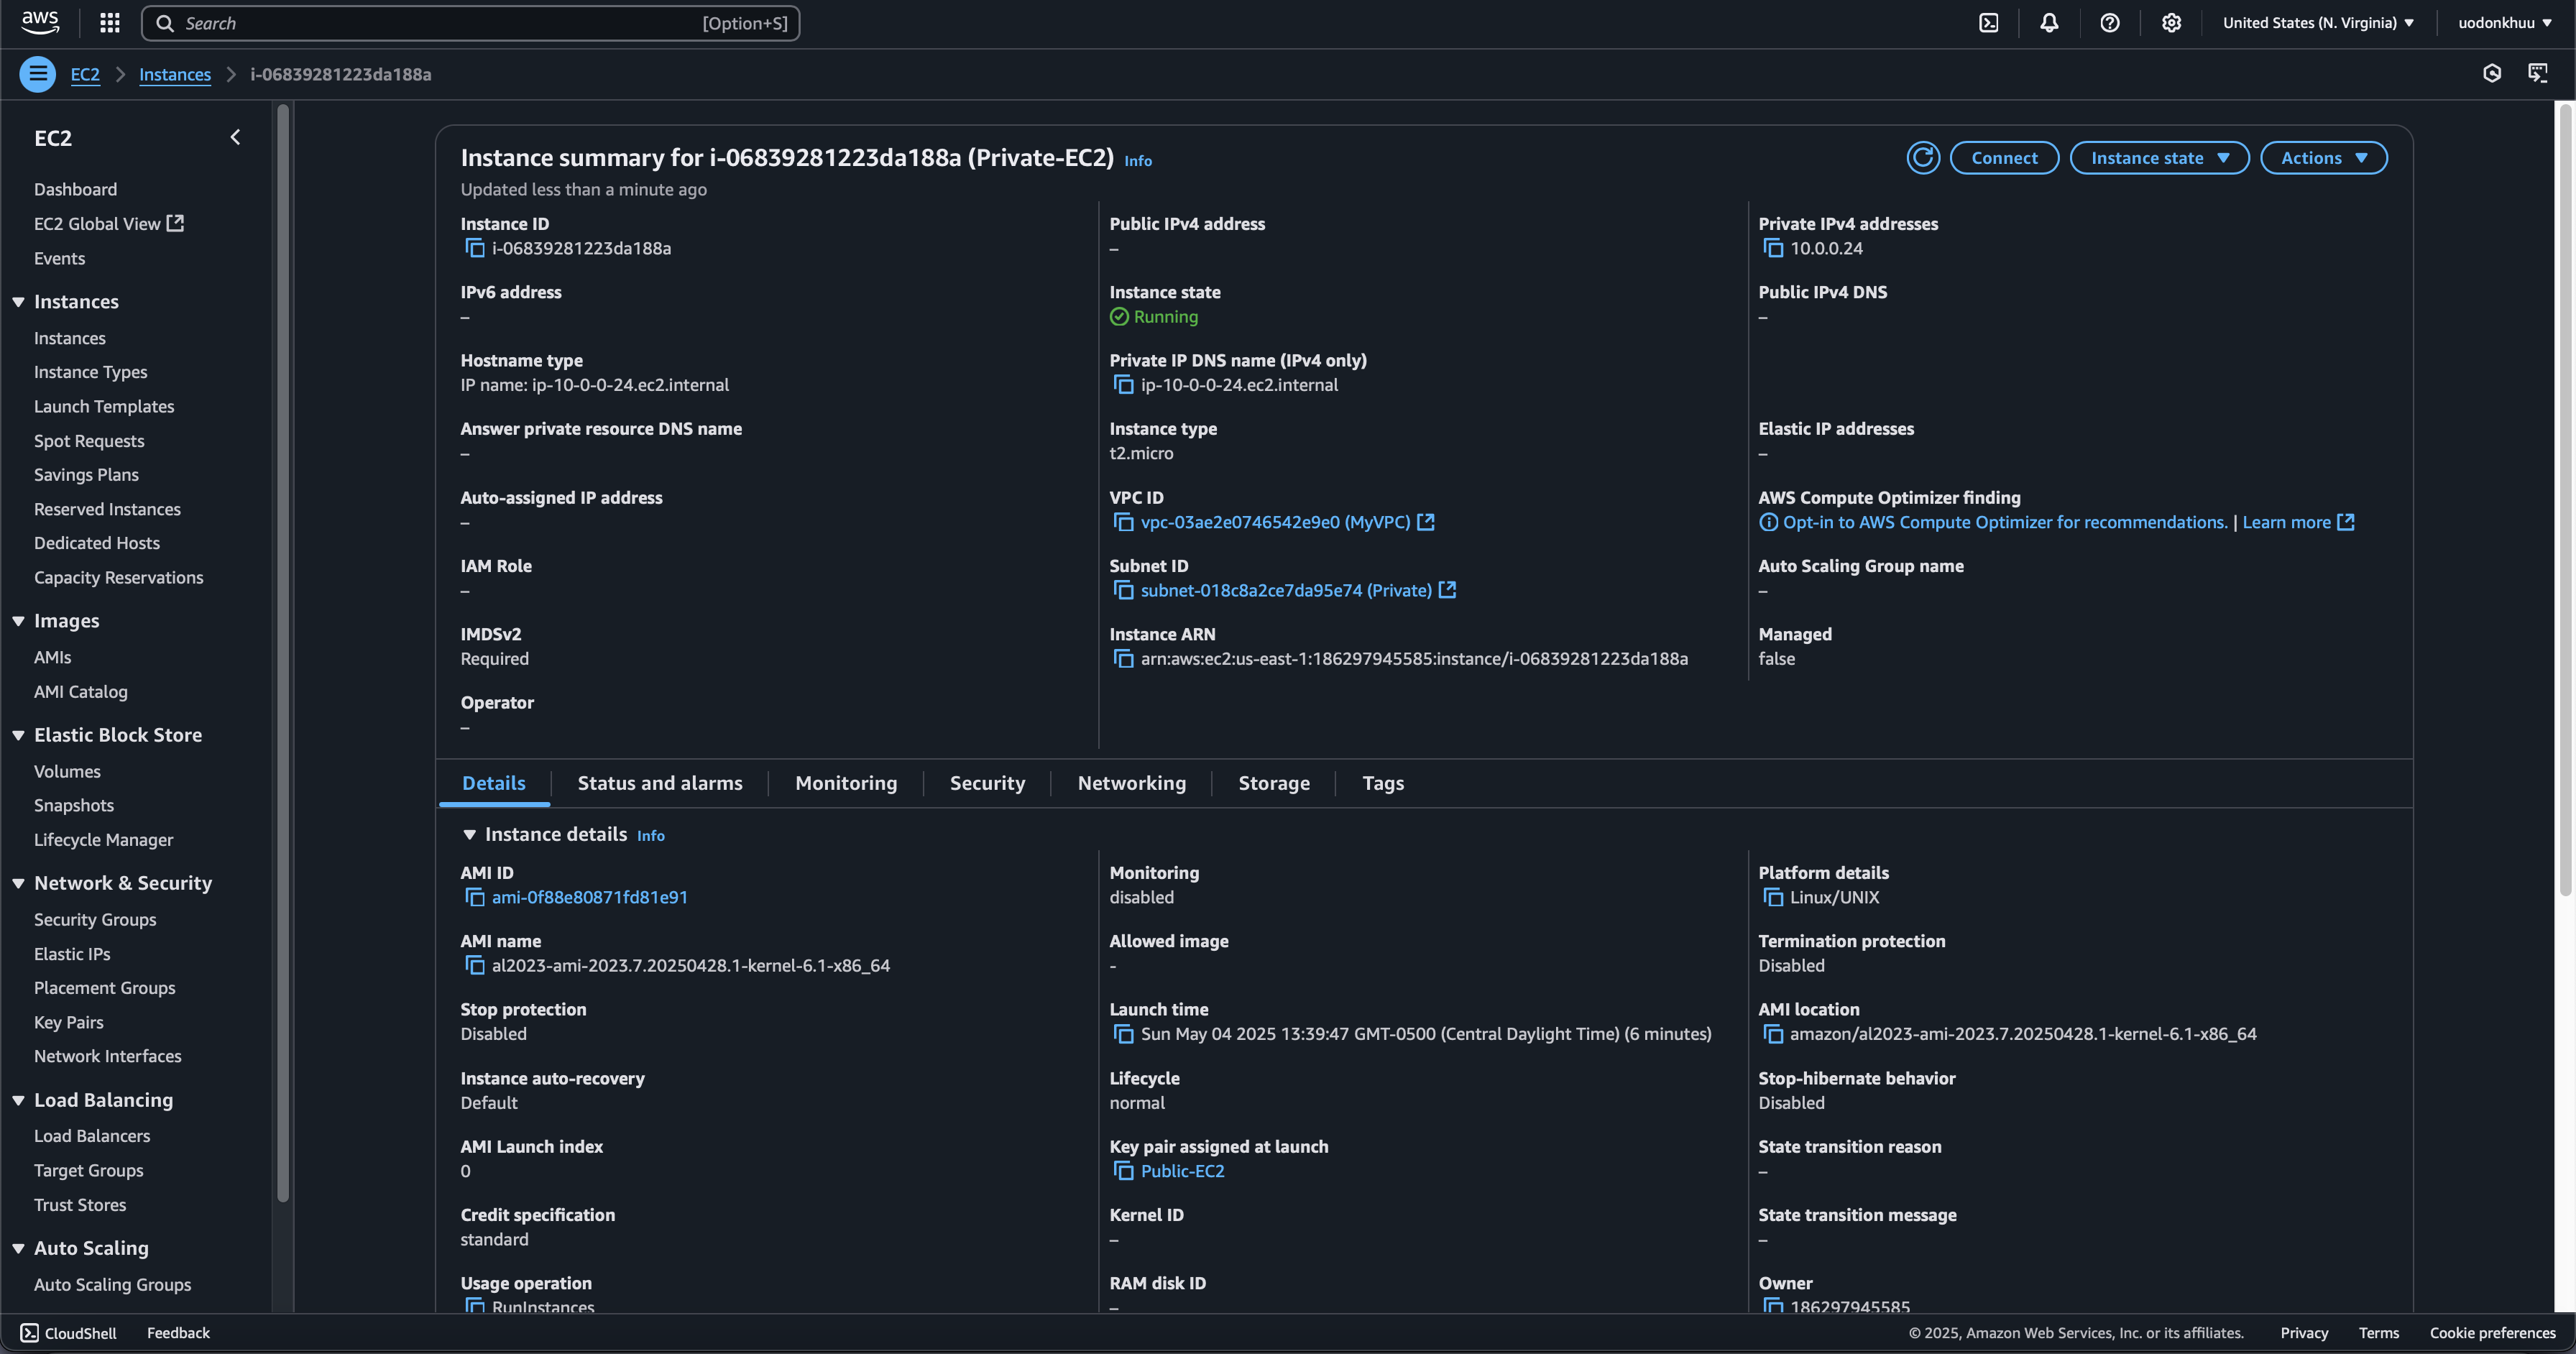 aws
Search
[Option+S]
United States (N. Virginia)
uodonkhuu
EC2
Instances
i-06839281223da188a
EC2
Dashboard
EC2 Global View
Events
Instances
Instances
Instance Types
Launch Templates
Spot Requests
Savings Plans
Reserved Instances
Dedicated Hosts
Capacity Reservations
Images
AMIs
AMI Catalog
Elastic Block Store
Volumes
Snapshots
Lifecycle Manager
Network & Security
Security Groups
Elastic IPs
Placement Groups
Key Pairs
Network Interfaces
Load Balancing
Load Balancers
Target Groups
Trust Stores
Auto Scaling
Auto Scaling Groups
Instance summary for i-06839281223da188a (Private-EC2) Info
Updated less than a minute ago
Connect
Instance state
Actions
Instance ID
i-06839281223da188a
IPv6 address
–
Hostname type
IP name: ip-10-0-0-24.ec2.internal
Answer private resource DNS name
–
Auto-assigned IP address
–
IAM Role
–
IMDSv2
Required
Operator
–
Public IPv4 address
–
Instance state
Running
Private IP DNS name (IPv4 only)
ip-10-0-0-24.ec2.internal
Instance type
t2.micro
VPC ID
vpc-03ae2e0746542e9e0 (MyVPC)
Subnet ID
subnet-018c8a2ce7da95e74 (Private)
Instance ARN
arn:aws:ec2:us-east-1:186297945585:instance/i-06839281223da188a
Private IPv4 addresses
10.0.0.24
Public IPv4 DNS
–
Elastic IP addresses
–
AWS Compute Optimizer finding
Opt-in to AWS Compute Optimizer for recommendations. | Learn more
Auto Scaling Group name
–
Managed
false
Details
Status and alarms
Monitoring
Security
Networking
Storage
Tags
Instance details Info
AMI ID
ami-0f88e80871fd81e91
AMI name
al2023-ami-2023.7.20250428.1-kernel-6.1-x86_64
Stop protection
Disabled
Instance auto-recovery
Default
AMI Launch index
0
Credit specification
standard
Usage operation
RunInstances
Monitoring
disabled
Allowed image
-
Launch time
Sun May 04 2025 13:39:47 GMT-0500 (Central Daylight Time) (6 minutes)
Lifecycle
normal
Key pair assigned at launch
Public-EC2
Kernel ID
–
RAM disk ID
–
Platform details
Linux/UNIX
Termination protection
Disabled
AMI location
amazon/al2023-ami-2023.7.20250428.1-kernel-6.1-x86_64
Stop-hibernate behavior
Disabled
State transition reason
–
State transition message
–
Owner
186297945585
CloudShell
Feedback
© 2025, Amazon Web Services, Inc. or its affiliates.
Privacy
Terms
Cookie preferences